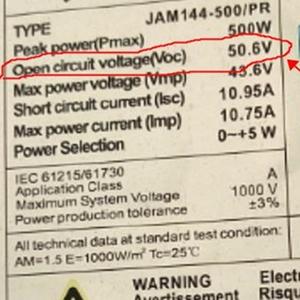 TYPE JAM144-500/PR
Peak power(Pmax) 500W
Open circuit voltage(Voc) 50.6V
Max power voltage (Vmp) 43.6V
Short circuit current (Isc) 10.95A
Max power current (Imp) 10.75A
Power Selection 0~+5 W
IEC 61215/61730
Application Class A
Maximum System Voltage 1000 V
Power production tolerance ±3%
All technical data at standard test condition:
AM=1.5 E=1000W/m² Tc=25℃
WARNING Elect
Avertissement Risqu